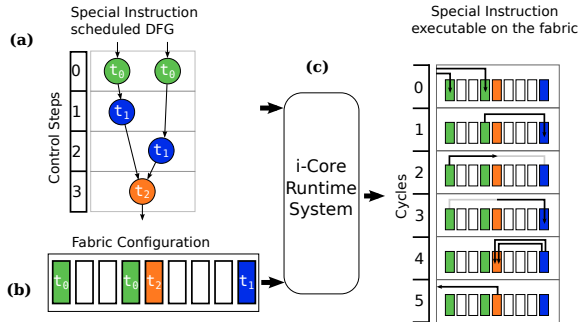 Special Instruction
scheduled DFG
(a)
Control Steps
0
t0
t0
1
t1
2
t1
3
t2
Fabric Configuration
(b)
t0
t0
t2
t1
(c)
i-Core
Runtime
System
Special Instruction
executable on the fabric
Cycles
0
1
2
3
4
5